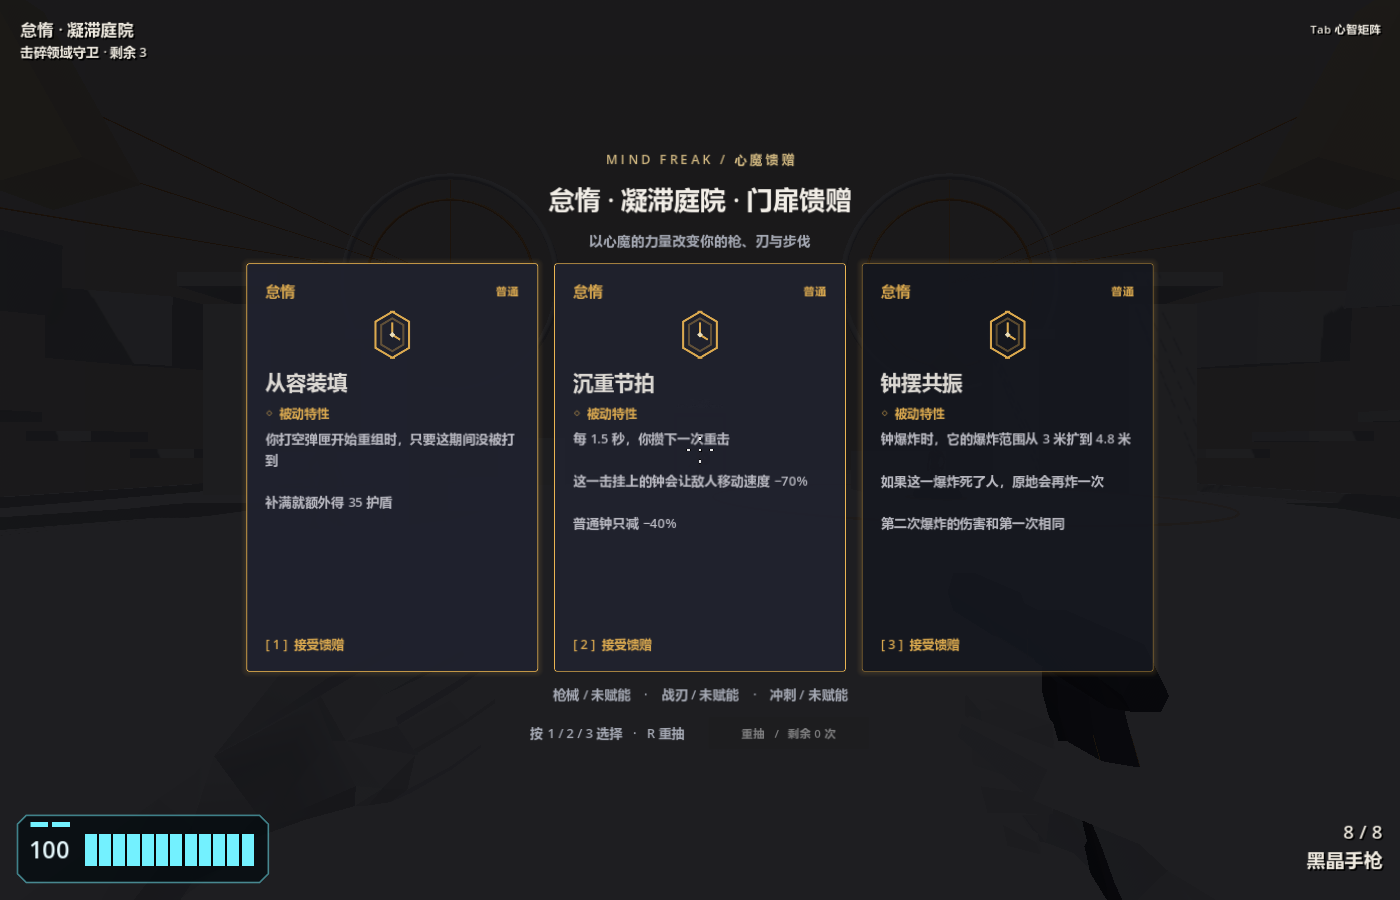 怠惰 · 凝滞庭院
击碎领域守卫 · 剩余 3
Tab 心智矩阵
MIND FREAK / 心魔馈赠
怠惰 · 凝滞庭院 · 门扉馈赠
以心魔的力量改变你的枪、刃与步伐
怠惰 普通
从容装填
◇ 被动特性
你打空弹匣开始重组时，只要这期间没被打
到
补满就额外得 35 护盾
[ 1 ] 接受馈赠
怠惰 普通
沉重节拍
◇ 被动特性
每 1.5 秒，你攒下一次重击
这一击挂上的钟会让敌人移动速度 −70%
普通钟只减 −40%
[ 2 ] 接受馈赠
怠惰 普通
钟摆共振
◇ 被动特性
钟爆炸时，它的爆炸范围从 3 米扩到 4.8 米
如果这一爆炸死了人，原地会再炸一次
第二次爆炸的伤害和第一次相同
[ 3 ] 接受馈赠
枪械 / 未赋能 · 战刃 / 未赋能 · 冲刺 / 未赋能
按 1 / 2 / 3 选择 · R 重抽 重抽 / 剩余 0 次
100
8 / 8
黑晶手枪